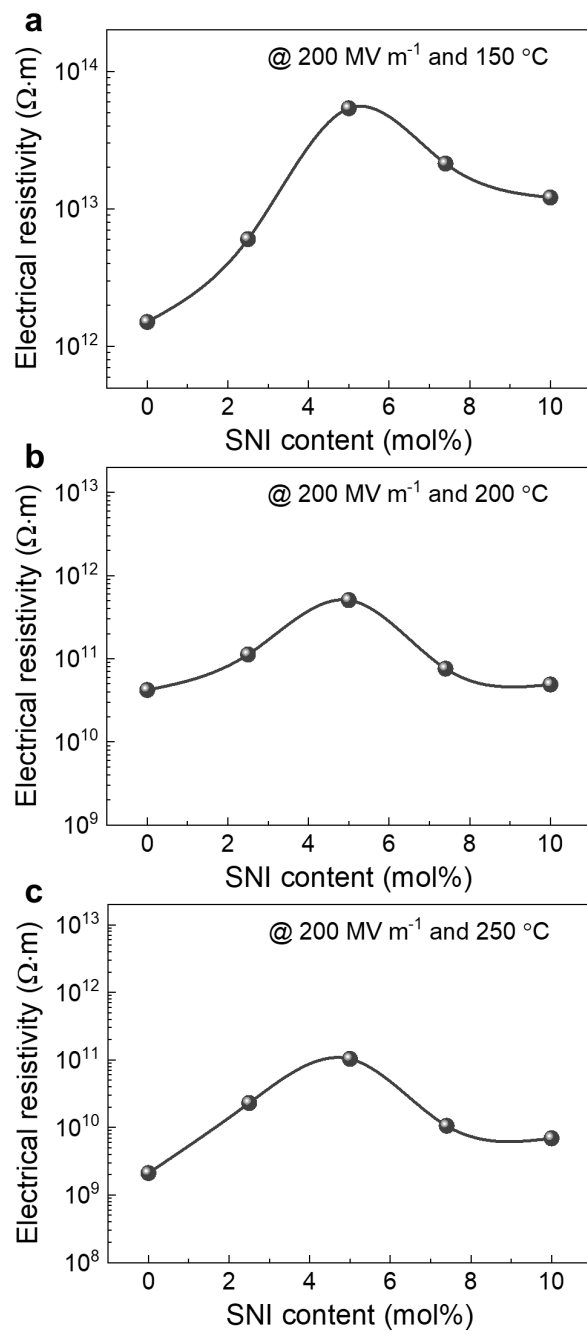 a
@ 200 MV m⁻¹ and 150 °C
Electrical resistivity (Ω·m)
10¹⁴
10¹³
10¹²
0 2 4 6 8 10
SNI content (mol%)
b
@ 200 MV m⁻¹ and 200 °C
Electrical resistivity (Ω·m)
10¹³
10¹²
10¹¹
10¹⁰
10⁹
0 2 4 6 8 10
SNI content (mol%)
c
@ 200 MV m⁻¹ and 250 °C
Electrical resistivity (Ω·m)
10¹³
10¹²
10¹¹
10¹⁰
10⁹
10⁸
0 2 4 6 8 10
SNI content (mol%)